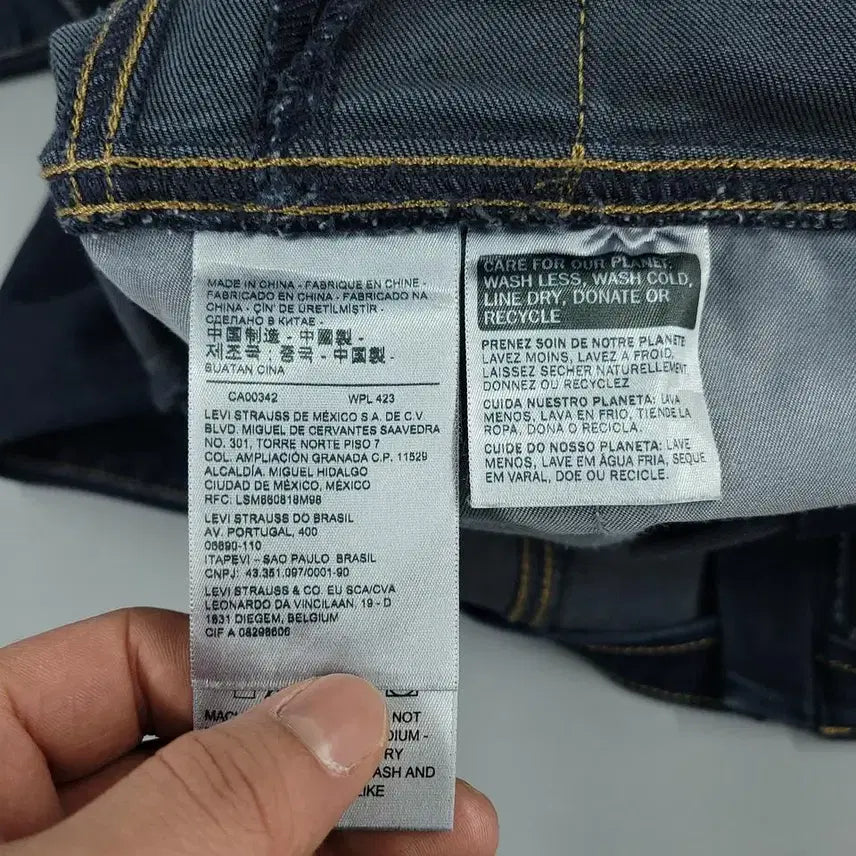 MADE IN CHINA - FABRIQUE EN CHINE -
FABRICADO EN CHINA - FABRICADO NA
CHINA - ÇİN' DE ÜRETİLMİŞTİR -
СДЕЛАНО В КИТАЕ -
中国制造 - 中國製 -
제조국 : 중국 - 中國製 -
BUATAN CINA
CA00342 WPL 423
LEVI STRAUSS DE MÉXICO S.A. DE C.V.
BLVD. MIGUEL DE CERVANTES SAAVEDRA
NO. 301, TORRE NORTE PISO 7
COL. AMPLIACIÓN GRANADA C.P. 11529
ALCALDÍA. MIGUEL HIDALGO
CIUDAD DE MÉXICO, MÉXICO
RFC: LSM860818M98
LEVI STRAUSS DO BRASIL
AV. PORTUGAL, 400
06690-110
ITAPEVI - SAO PAULO BRASIL
CNPJ: 43.351.097/0001-90
LEVI STRAUSS & CO. EU SCA/CVA
LEONARDO DA VINCILAAN, 19 - D
1831 DIEGEM, BELGIUM
CIF A 08298606
NOT
DIUM -
RY
ASH AND
LIKE
CARE FOR OUR PLANET:
WASH LESS, WASH COLD,
LINE DRY, DONATE OR
RECYCLE
PRENEZ SOIN DE NOTRE PLANETE
LAVEZ MOINS, LAVEZ A FROID,
LAISSEZ SECHER NATURELLEMENT,
DONNEZ OU RECYCLEZ
CUIDA NUESTRO PLANETA: LAVA
MENOS, LAVA EN FRIO, TIENDE LA
ROPA, DONA O RECICLA.
CUIDE DO NOSSO PLANETA: LAVE
MENOS, LAVE EM ÁGUA FRIA, SEQUE
EM VARAL, DOE OU RECICLE.